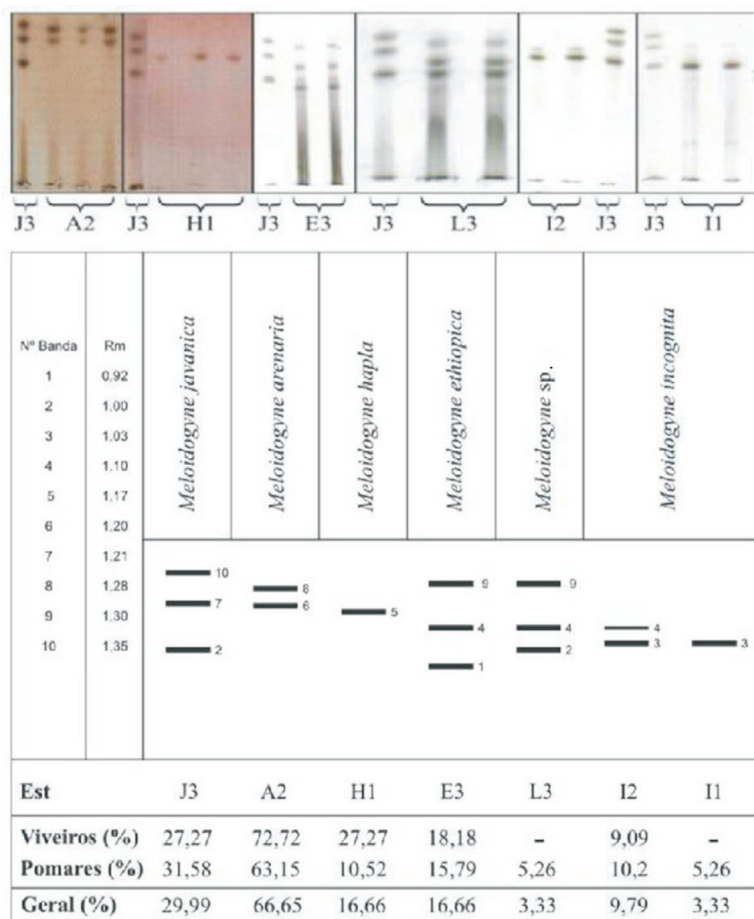 J3 A2 J3 H1 J3 E3 J3 L3 I2 J3 J3 I1
Nº Banda Rm
Meloidogyne javanica
Meloidogyne arenaria
Meloidogyne hapla
Meloidogyne ethiopica
Meloidogyne sp.
Meloidogyne incognita
1 0.92
2 1.00
3 1.03
4 1,10
5 1,17
6 1,20
7 1,21
8 1,28
9 1,30
10 1,35
10 8 9 9
7 6 5 4 4 4
2 1 2 3 3
Est J3 A2 H1 E3 L3 I2 I1
Viveiros (%) 27,27 72,72 27,27 18,18 – 9,09 –
Pomares (%) 31,58 63,15 10,52 15,79 5,26 10,2 5,26
Geral (%) 29,99 66,65 16,66 16,66 3,33 9,79 3,33